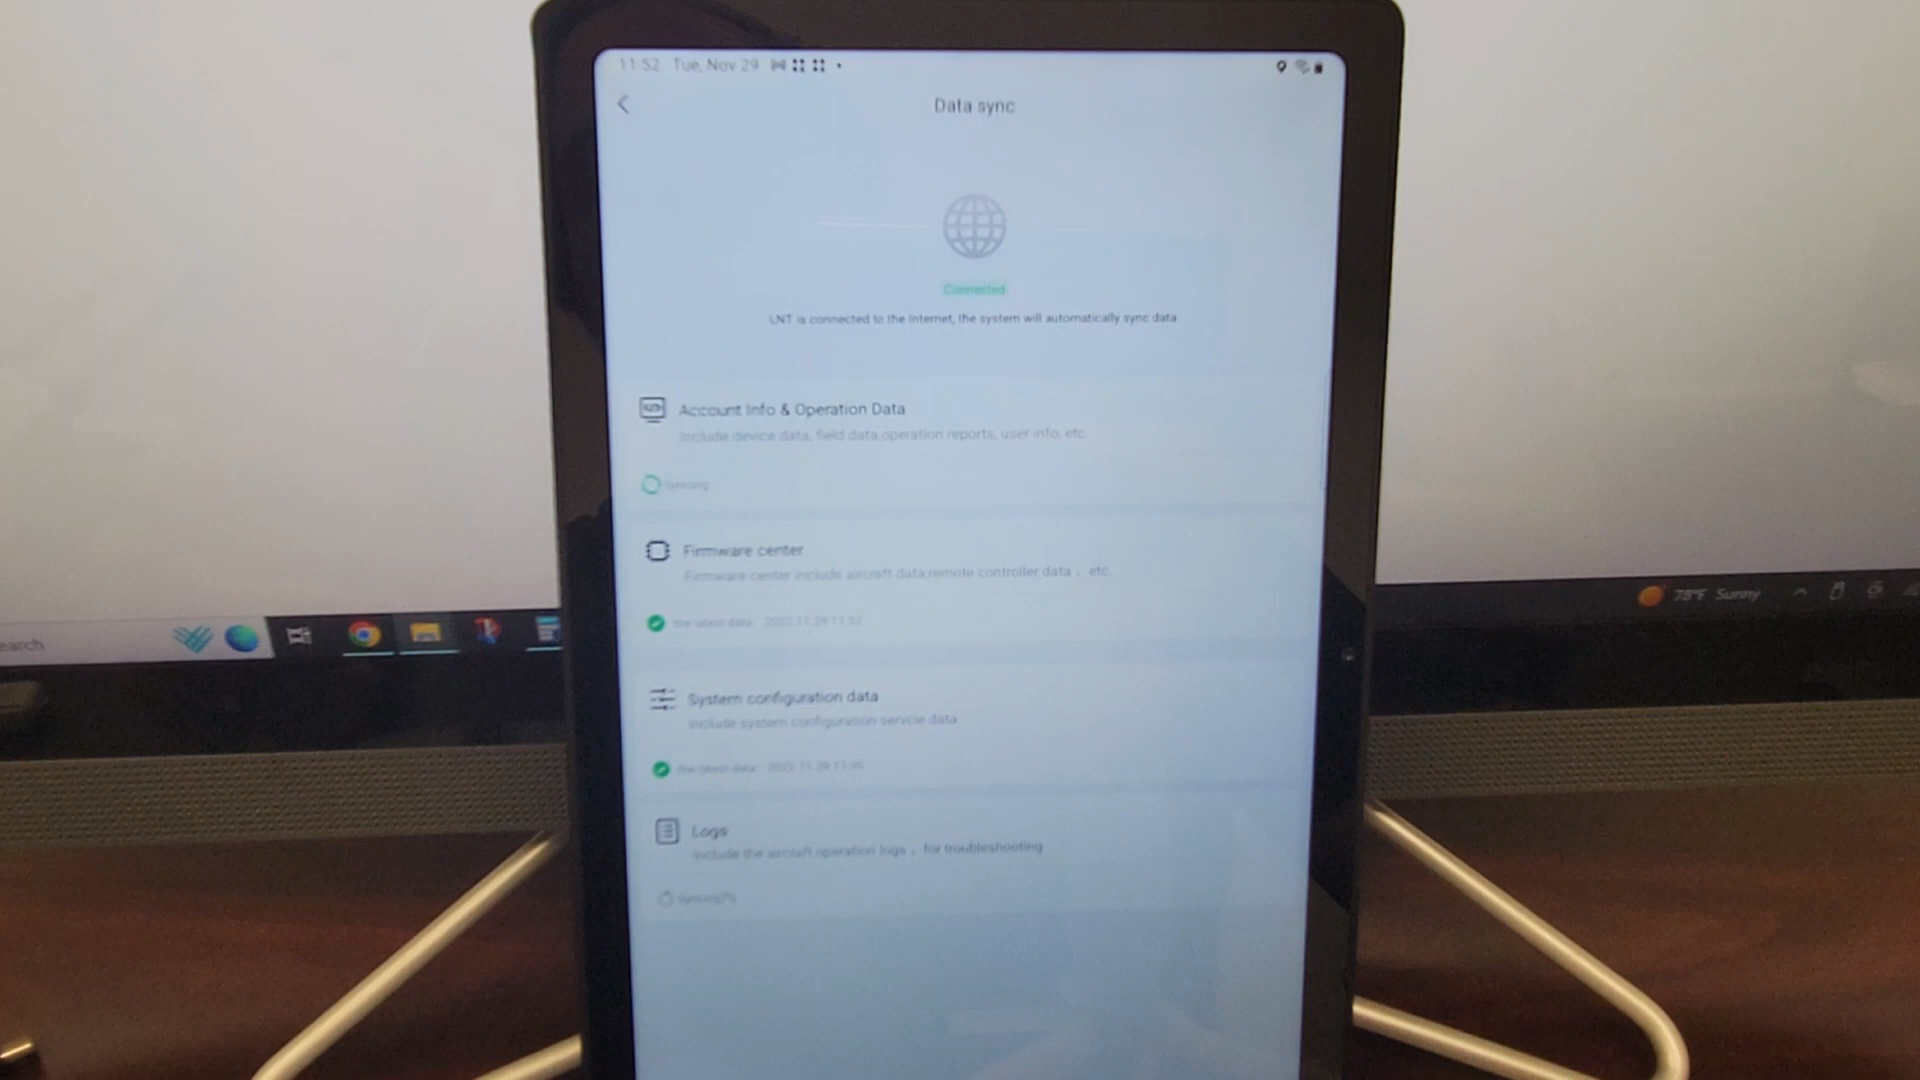 11:52 Tue, Nov 29
Data sync
Connected
LNT is connected to the Internet, the system will automatically sync data
Account Info & Operation Data
Include device data, field data,operation reports, user info, etc.
Syncing
Firmware center
Firmware center include aircraft data,remote controller data， etc.
the latest data: 2022.11.29 11:52
System configuration data
Include system configuration servcie data
the latest data: 2022.11.29
Logs
Include the aircraft operation logs， for troubleshooting
earch
78°F Sunny